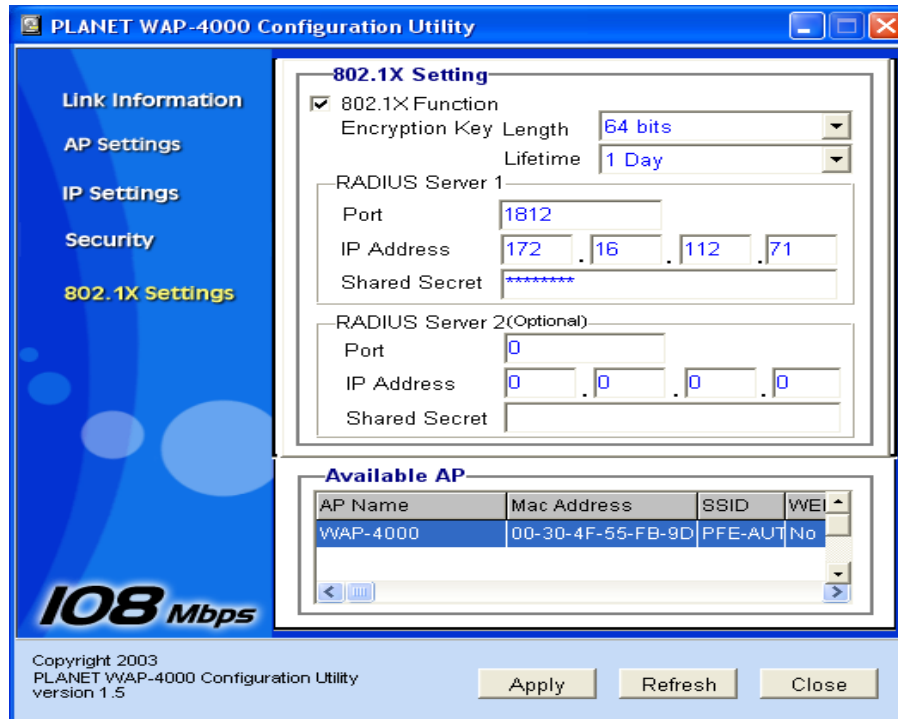 PLANET WAP-4000 Configuration Utility
Link Information
AP Settings
IP Settings
Security
802.1X Settings
802.1X Setting
802.1X Function
Encryption Key Length 64 bits
Lifetime 1 Day
RADIUS Server 1
Port 1812
IP Address 172 . 16 . 112 . 71
Shared Secret ********
RADIUS Server 2(Optional)
Port 0
IP Address 0 . 0 . 0 . 0
Shared Secret
Available AP
AP Name Mac Address SSID WEI
WAP-4000 00-30-4F-55-FB-9D PFE-AUT No
108 Mbps
Copyright 2003
PLANET WAP-4000 Configuration Utility
version 1.5
Apply Refresh Close